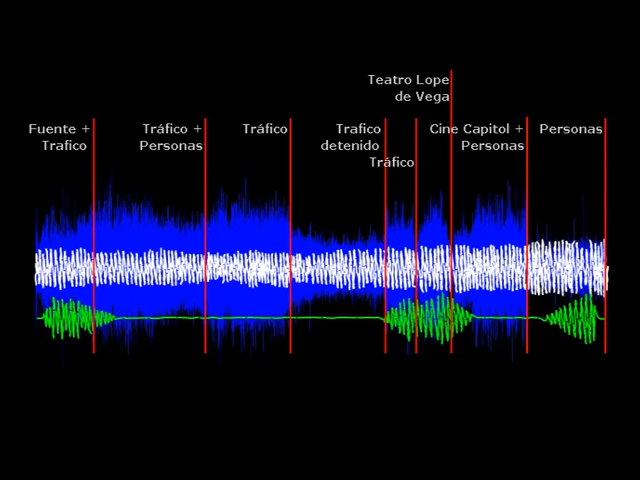 Teatro Lope
de Vega
Fuente +
Trafico
Tráfico +
Personas
Tráfico
Trafico
detenido
Tráfico
Cine Capitol +
Personas
Personas